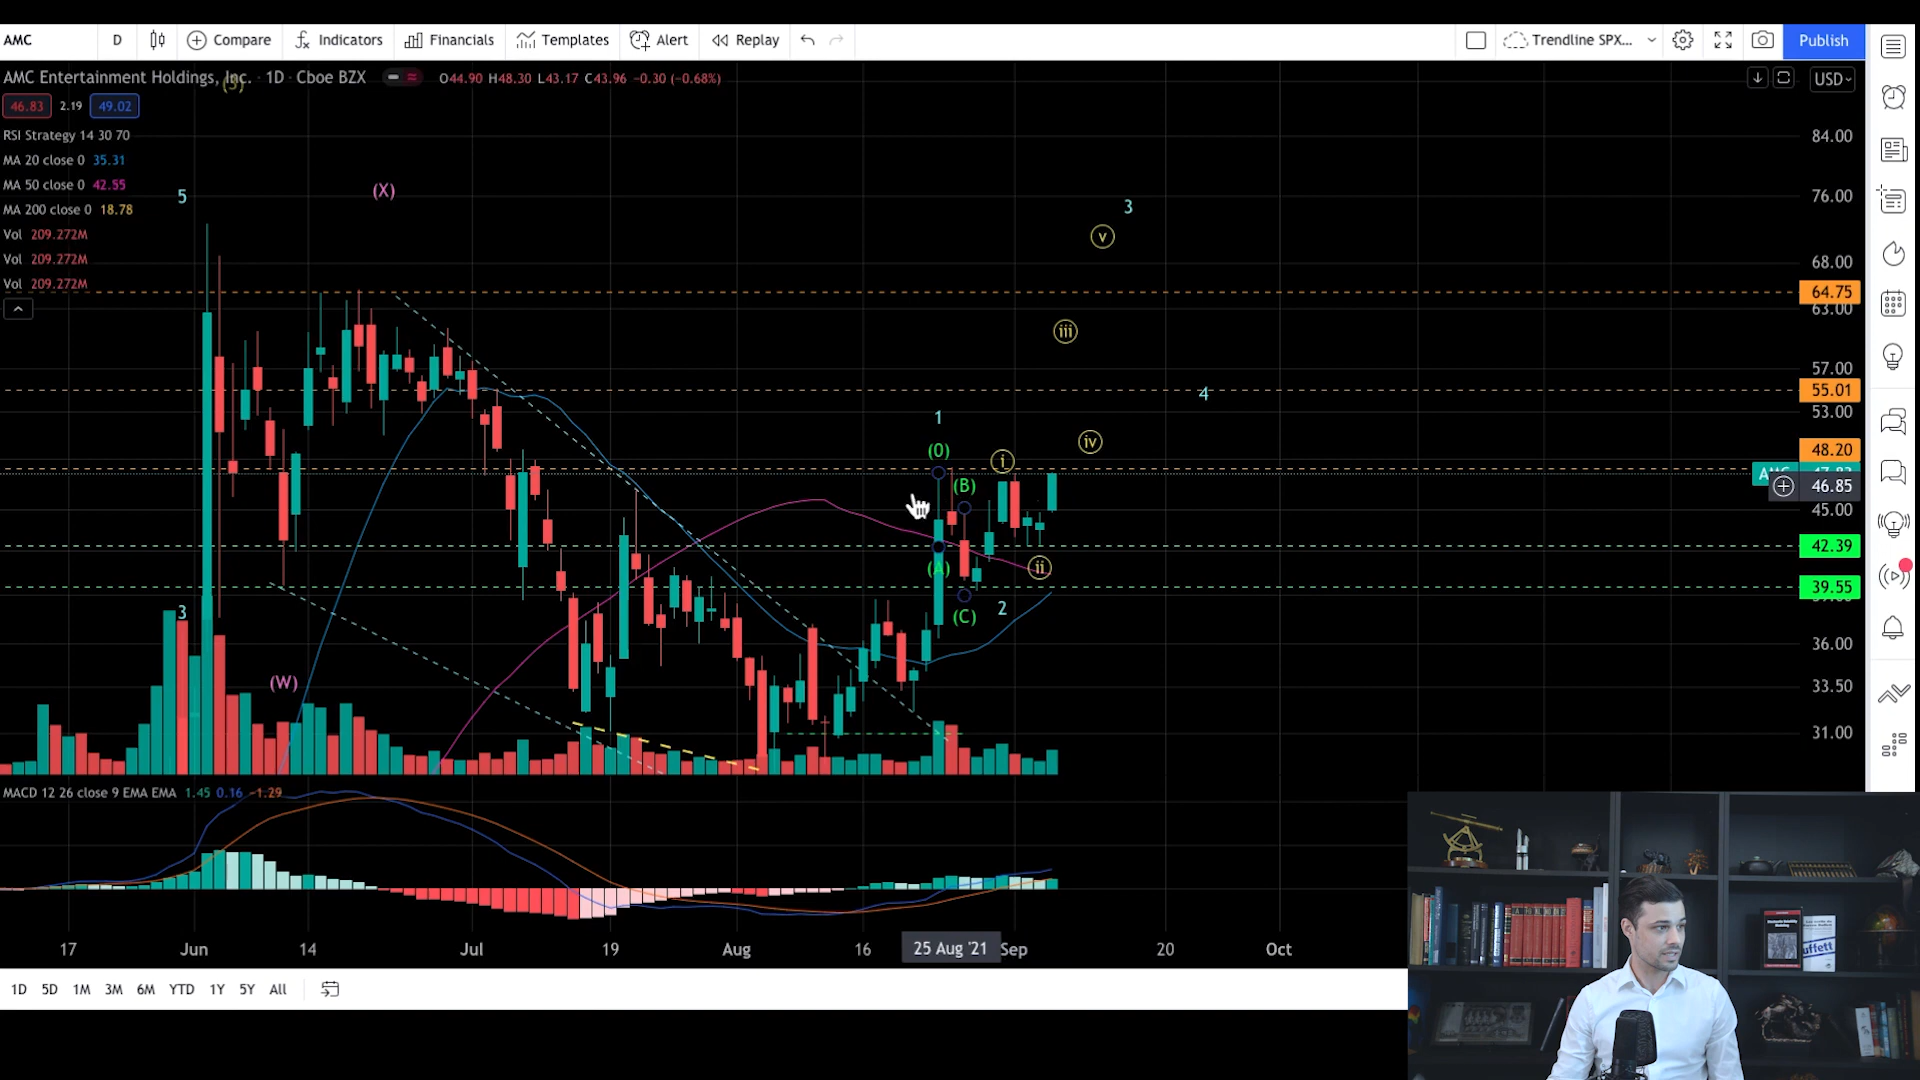 AMC D Compare Indicators Financials Templates Alert Replay Trendline SPX... Publish
AMC Entertainment Holdings, Inc. · 1D · Cboe BZX O44.90 H48.30 L43.17 C43.96 −0.30 (−0.68%) USD
46.83 2.19 49.02
RSI Strategy 14 30 70
MA 20 close 0 35.31
MA 50 close 0 42.55
MA 200 close 0 18.78
Vol 209.272M
Vol 209.272M
Vol 209.272M
84.00
76.00
68.00
64.75
63.00
57.00
55.01
53.00
48.20
46.85
45.00
42.39
39.55
36.00
33.50
31.00
5
(X)
3
v
iii
4
1
iv
(0)
i
(B)
(A)
ii
3
2
(C)
(W)
MACD 12 26 close 9 EMA EMA 1.45 0.16 −1.29
17 Jun 14 Jul 19 Aug 16 25 Aug '21 Sep 20 Oct
1D 5D 1M 3M 6M YTD 1Y 5Y All